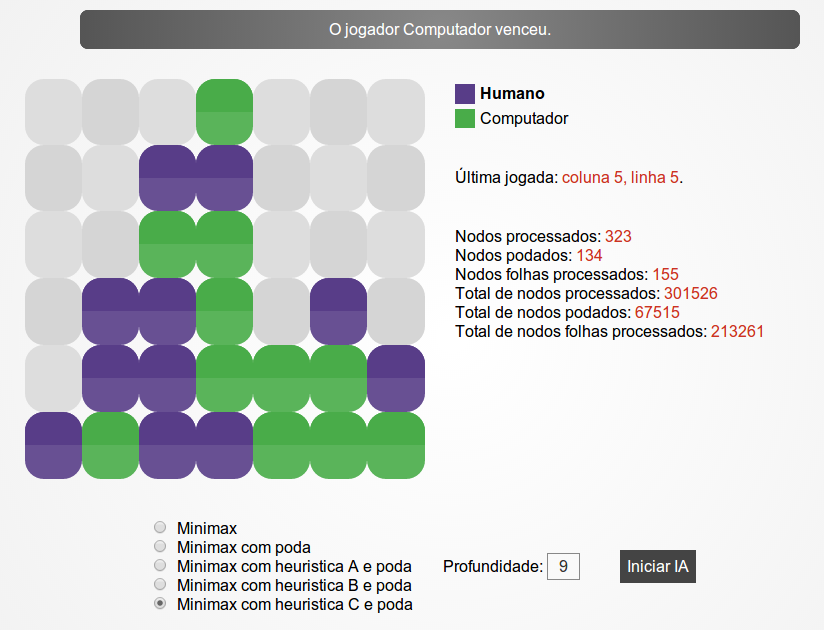 O jogador Computador venceu.
Humano
Computador
Última jogada: coluna 5, linha 5.
Nodos processados: 323
Nodos podados: 134
Nodos folhas processados: 155
Total de nodos processados: 301526
Total de nodos podados: 67515
Total de nodos folhas processados: 213261
Minimax
Minimax com poda
Minimax com heuristica A e poda
Minimax com heuristica B e poda
Minimax com heuristica C e poda
Profundidade: 9
Iniciar IA